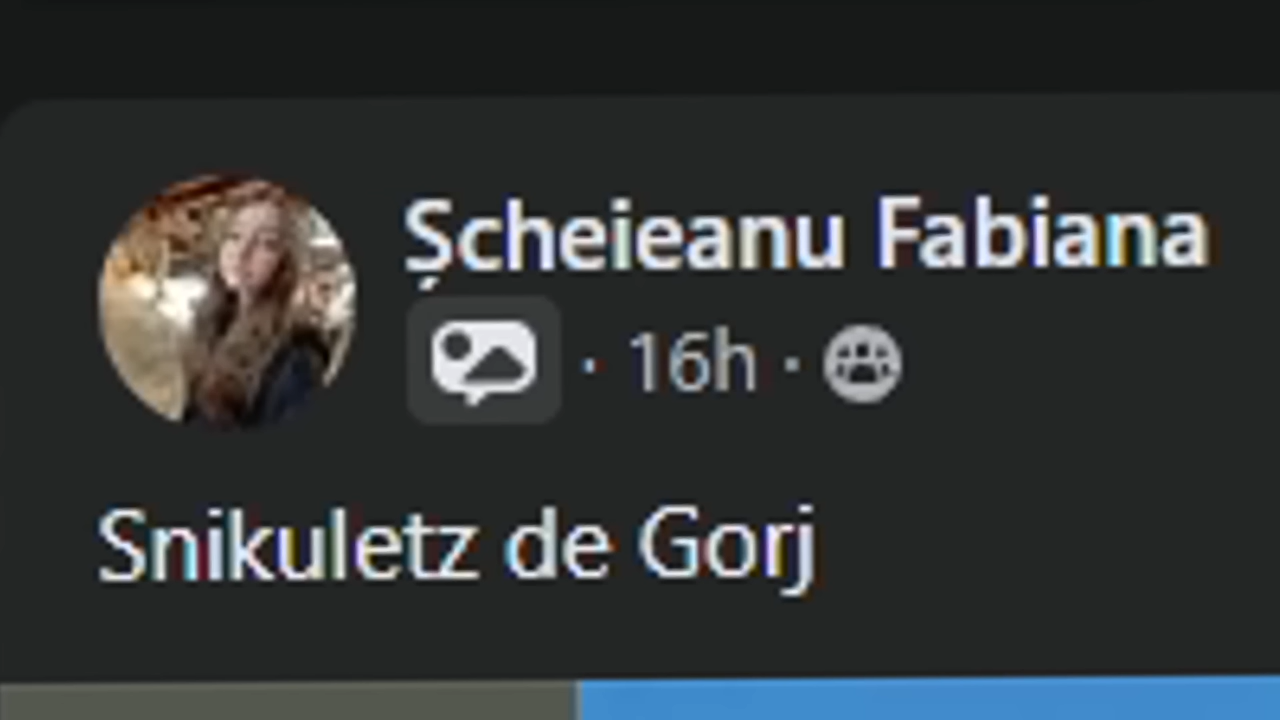 Șcheieanu Fabiana
· 16h ·
Snikuletz de Gorj